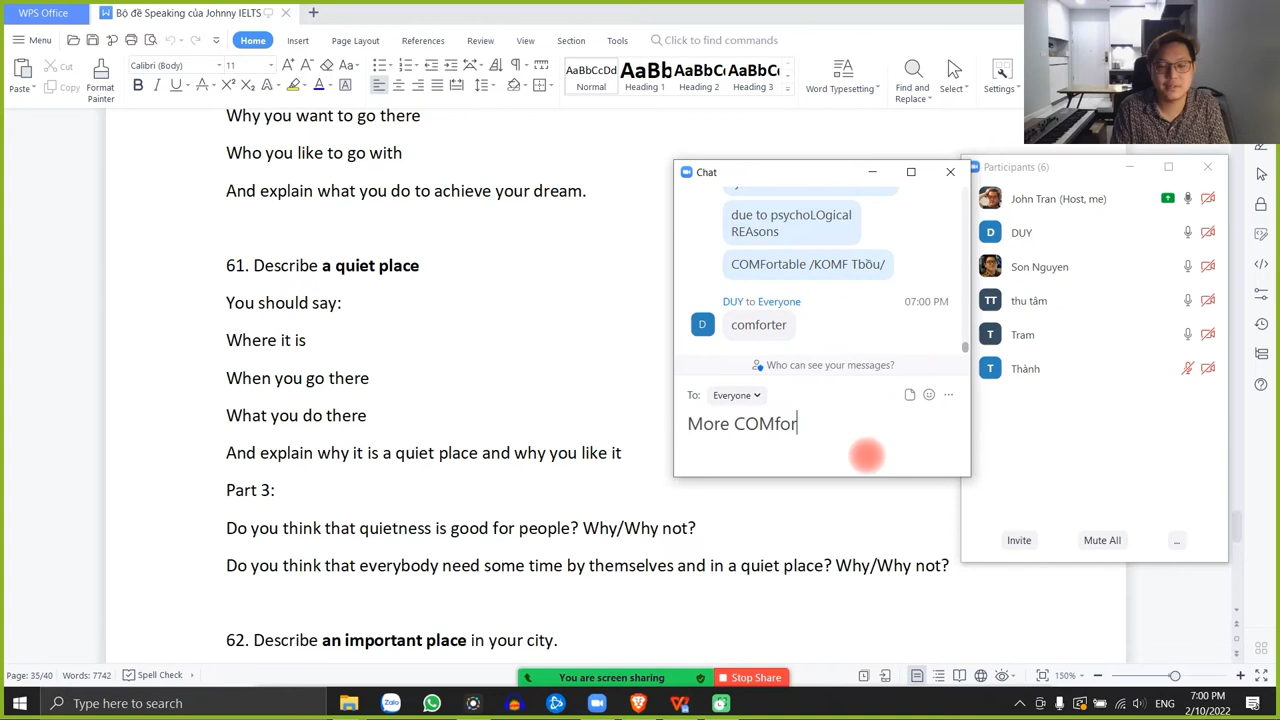 WPS Office
Bộ đề Speaking của Johnny IELTS
Menu
Home
Insert
Page Layout
References
Review
View
Section
Tools
Click to find commands
Paste
Cut
Copy
Format
Painter
Calibri (Body)
11
AaBbCcDd
Normal
AaBb
Heading 1
AaBbCc
Heading 2
AaBbCc
Heading 3
Word Typesetting
Find and
Replace
Select
Settings
Why you want to go there
Who you like to go with
And explain what you do to achieve your dream.
61. Describe a quiet place
You should say:
Where it is
When you go there
What you do there
And explain why it is a quiet place and why you like it
Part 3:
Do you think that quietness is good for people? Why/Why not?
Do you think that everybody need some time by themselves and in a quiet place? Why/Why not?
62. Describe an important place in your city.
Chat
due to psychoLOgical
REAsons
COMFortable /KOMF Tbồu/
DUY to Everyone
07:00 PM
D
comforter
Who can see your messages?
To: Everyone
More COMfor
Participants (6)
John Tran (Host, me)
D
DUY
Son Nguyen
TT
thu tâm
T
Tram
T
Thành
Invite
Mute All
...
Page: 35/40
Words: 7742
Spell Check
You are screen sharing
Stop Share
150%
Type here to search
Zalo
ENG
7:00 PM
2/10/2022